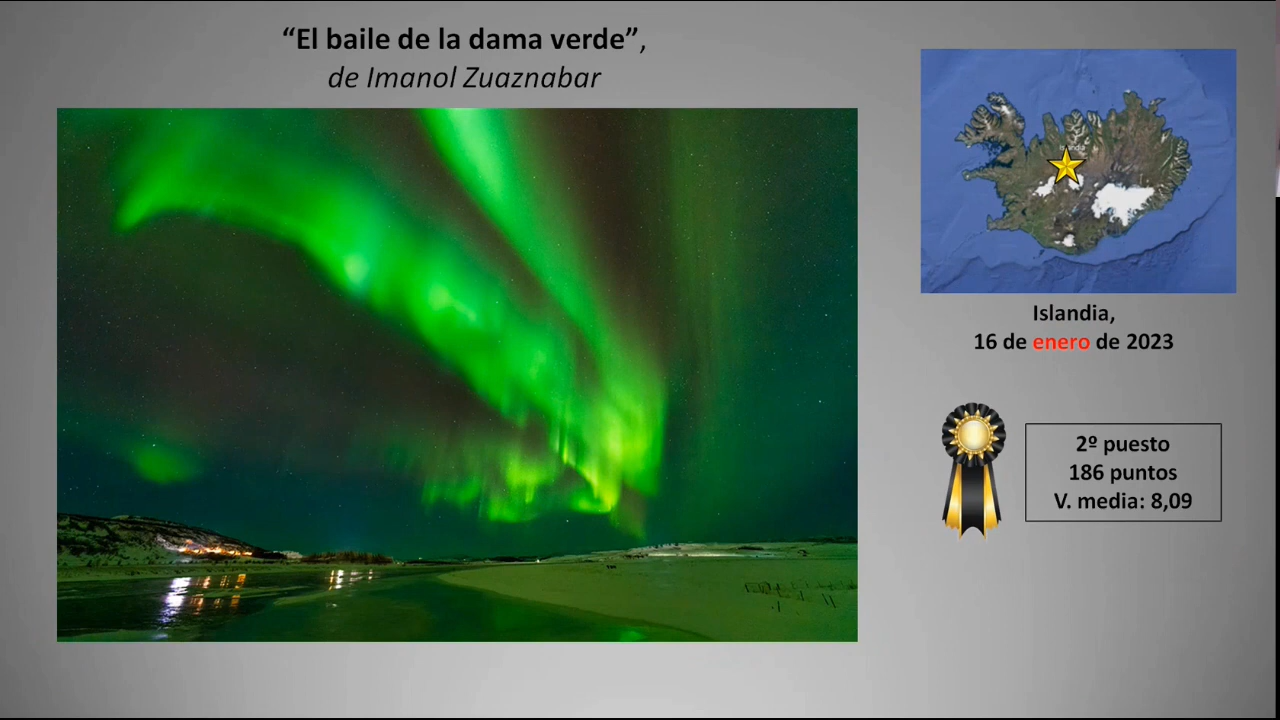 “El baile de la dama verde”,
de Imanol Zuaznabar
Islandia
Islandia,
16 de enero de 2023
2º puesto
186 puntos
V. media: 8,09